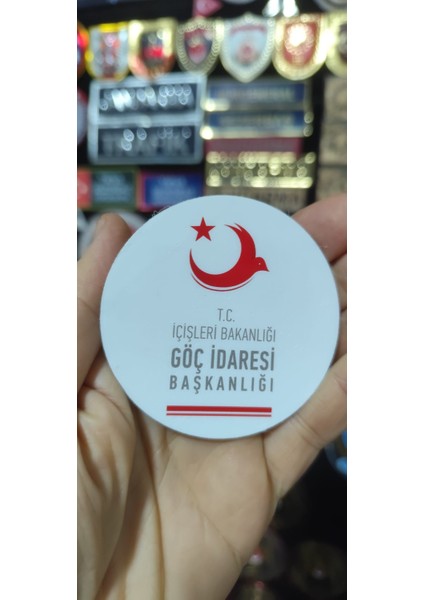 T.C.
İÇİŞLERİ BAKANLIĞI
GÖÇ İDARESİ
BAŞKANLIĞI